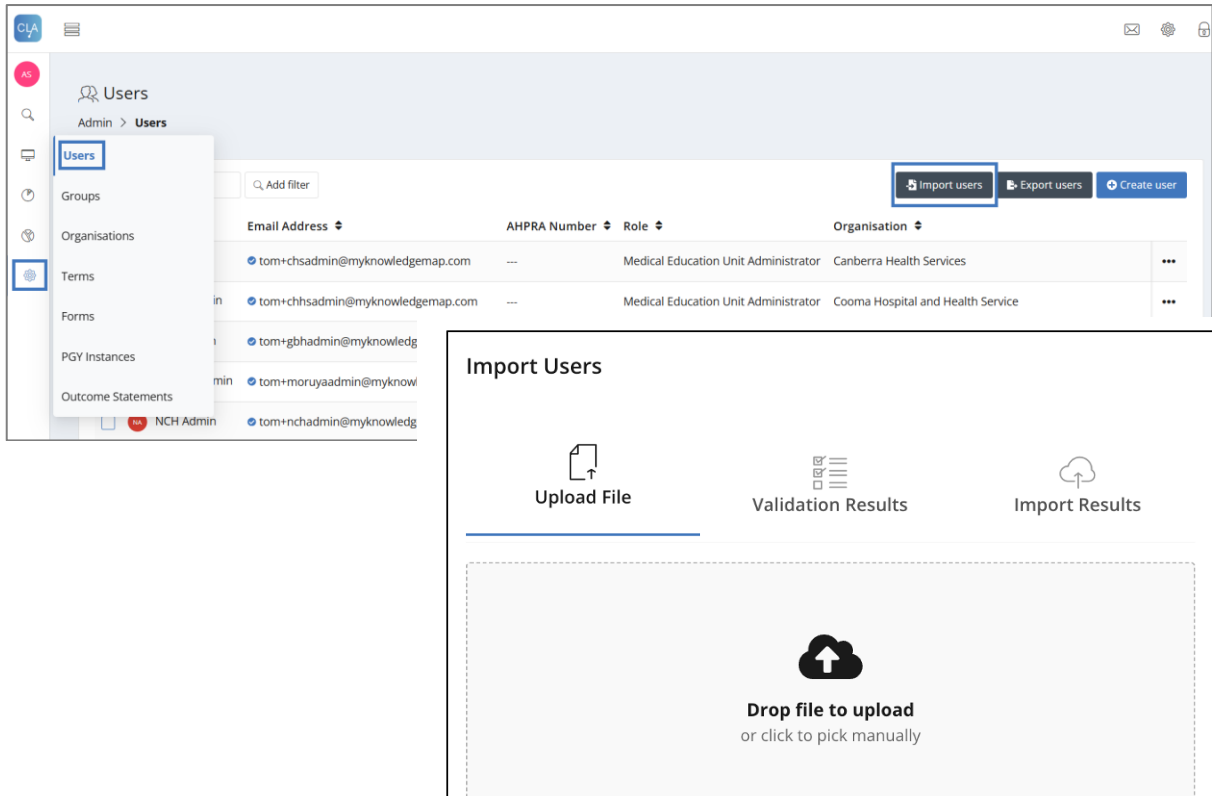 CLA
AS
Users
Admin > Users
Users
Groups
Organisations
Terms
Forms
PGY Instances
Outcome Statements
Add filter
Import users
Export users
Create user
Email Address
AHPRA Number
Role
Organisation
tom+chsadmin@myknowledgemap.com
---
Medical Education Unit Administrator
Canberra Health Services
•••
in
tom+chhsadmin@myknowledgemap.com
---
Medical Education Unit Administrator
Cooma Hospital and Health Service
•••
tom+gbhadmin@myknowledg
min
tom+moruyaadmin@myknowl
NA
NCH Admin
tom+nchadmin@myknowledg
Import Users
Upload File
Validation Results
Import Results
Drop file to upload
or click to pick manually